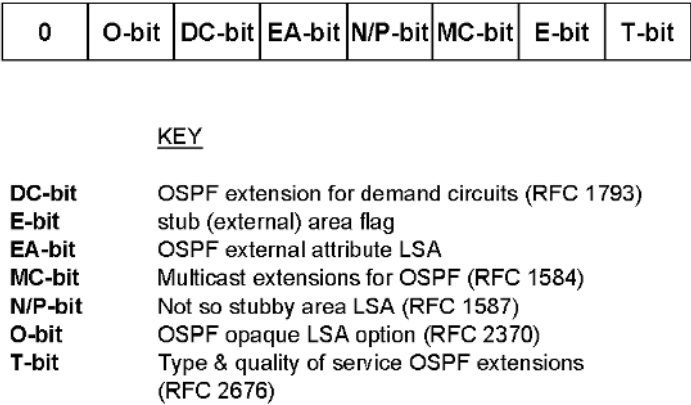 0 O-bit DC-bit EA-bit N/P-bit MC-bit E-bit T-bit
KEY
DC-bit OSPF extension for demand circuits (RFC 1793)
E-bit stub (external) area flag
EA-bit OSPF external attribute LSA
MC-bit Multicast extensions for OSPF (RFC 1584)
N/P-bit Not so stubby area LSA (RFC 1587)
O-bit OSPF opaque LSA option (RFC 2370)
T-bit Type & quality of service OSPF extensions
(RFC 2676)